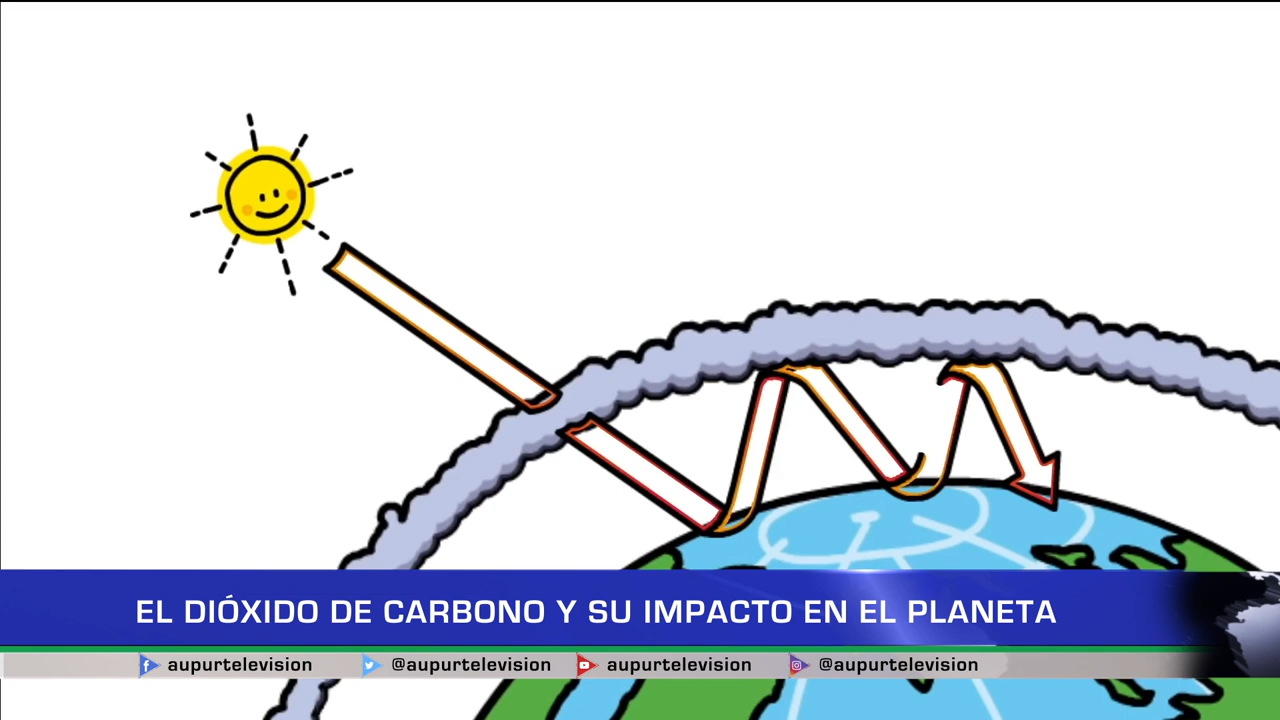 EL DIÓXIDO DE CARBONO Y SU IMPACTO EN EL PLANETA
aupurtelevision @aupurtelevision aupurtelevision @aupurtelevision